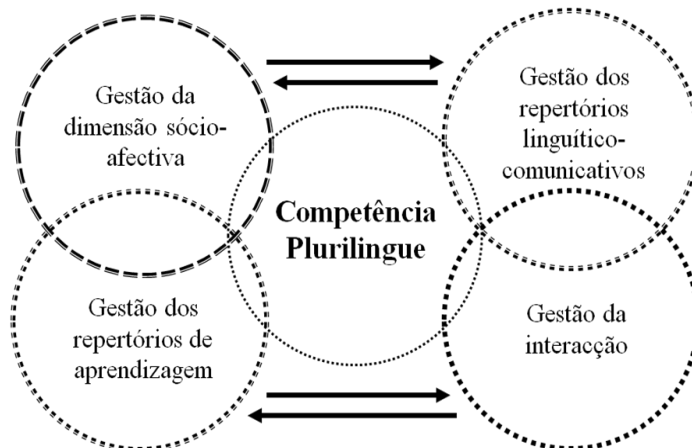 Gestão da
dimensão sócio-
afectiva
Gestão dos
repertórios
linguítico-
comunicativos
Competência
Plurilingue
Gestão dos
repertórios de
aprendizagem
Gestão da
interacção